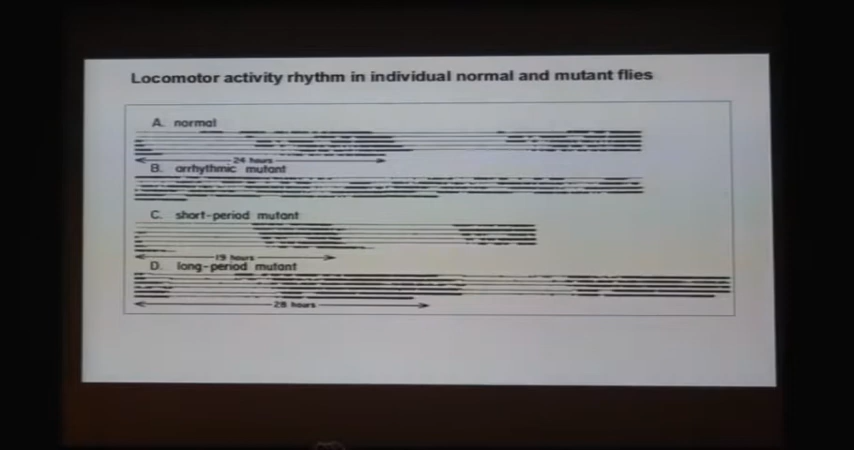 Locomotor activity rhythm in individual normal and mutant flies
A. normal
24 hours
B. arrhythmic mutant
C. short-period mutant
19 hours
D. long-period mutant
28 hours